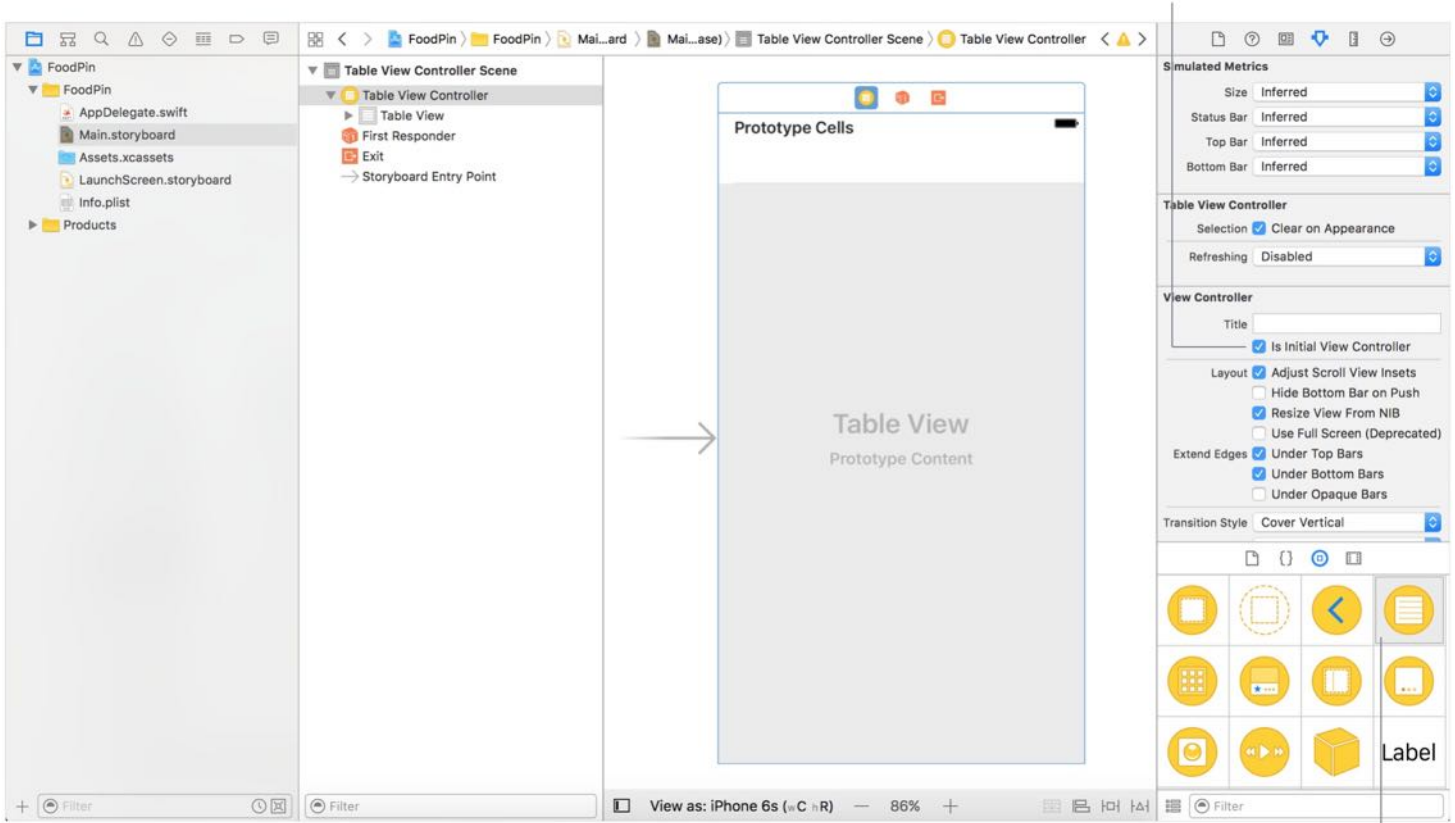 FoodPin
FoodPin
AppDelegate.swift
Main.storyboard
Assets.xcassets
LaunchScreen.storyboard
Info.plist
Products
Filter
FoodPin
FoodPin
Mai...ard
Mai...ase)
Table View Controller Scene
Table View Controller
Table View Controller Scene
Table View Controller
Table View
First Responder
Exit
Storyboard Entry Point
Filter
Prototype Cells
Table View
Prototype Content
View as: iPhone 6s (wC hR) — 86% +
Simulated Metrics
Size Inferred
Status Bar Inferred
Top Bar Inferred
Bottom Bar Inferred
Table View Controller
Selection Clear on Appearance
Refreshing Disabled
View Controller
Title
Is Initial View Controller
Layout Adjust Scroll View Insets
Hide Bottom Bar on Push
Resize View From NIB
Use Full Screen (Deprecated)
Extend Edges Under Top Bars
Under Bottom Bars
Under Opaque Bars
Transition Style Cover Vertical
Label
Filter